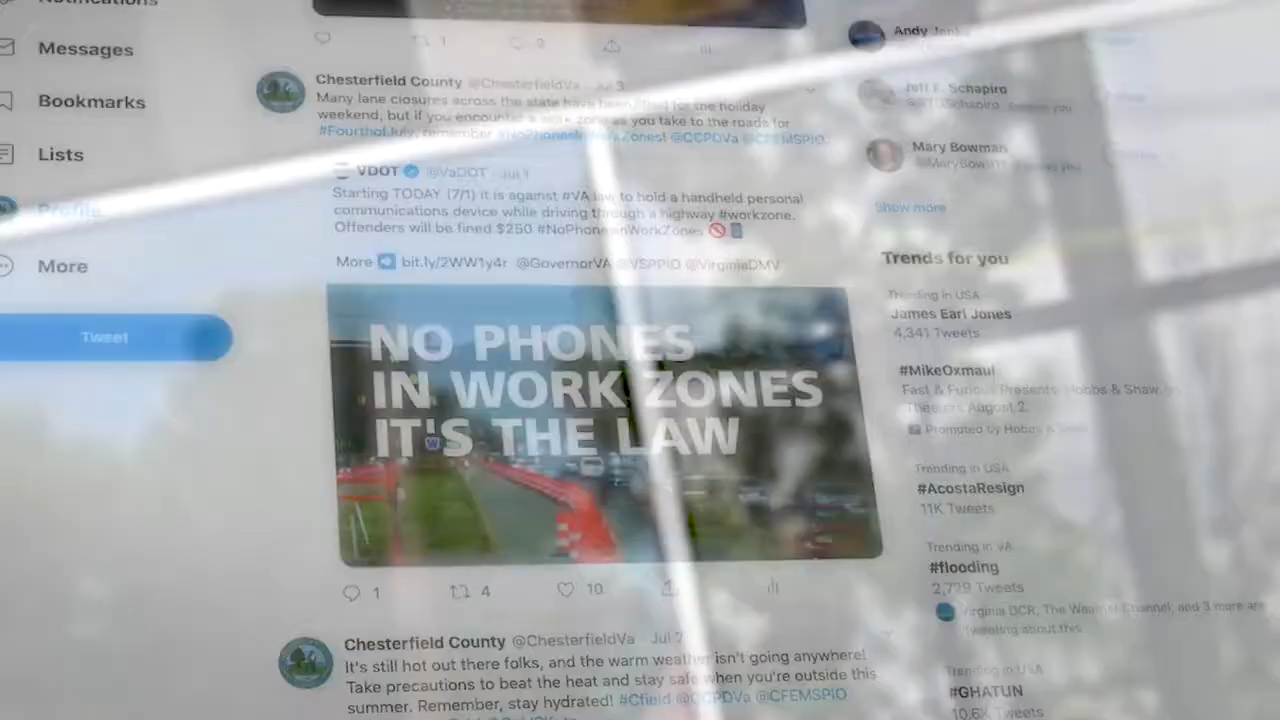 Notifications
Messages
Bookmarks
Lists
Profile
More
Tweet
1
Chesterfield County @ChesterfieldVa Jul 3
Many lane closures across the state have been for the holiday
weekend, but if you encounter a work zone as you take to the roads for
#FourthofJuly, remember #NoPhonesInWorkZones! @CCPDVa @CFEMSPIO.
VDOT @VaDOT Jul 1
Starting TODAY (7/1) it is against #VA law to hold a handheld personal
communications device while driving through a highway #workzone.
Offenders will be fined $250 #NoPhonesInWorkZones
More bit.ly/2WW1y4r @GovernorVA @VSPPIO @VirginiaDMV
NO PHONES
IN WORK ZONES
IT'S THE LAW
1 4 10
Chesterfield County @ChesterfieldVa Jul 7
It's still hot out there folks, and the warm weather isn't going anywhere!
Take precautions to beat the heat and stay safe when you're outside this
summer. Remember, stay hydrated! #Cfield @CCPDVa @CFEMSPIO
Andy
Jeff E. Schapiro
Mary Bowman
Show more
Trends for you
Trending in USA
James Earl Jones
4,341 Tweets
#MikeOxmaul
Fast & Furious Presents: Hobbs & Shaw
Theaters August 2.
Promoted by Hobbs &
Trending in USA
#AcostaResign
11K Tweets
Trending in VA
#flooding
2,729 Tweets
Virginia DCR, The Weather Channel, and 3 more are
Tweeting about this
Trending in USA
#GHATUN
10.6K Tweets